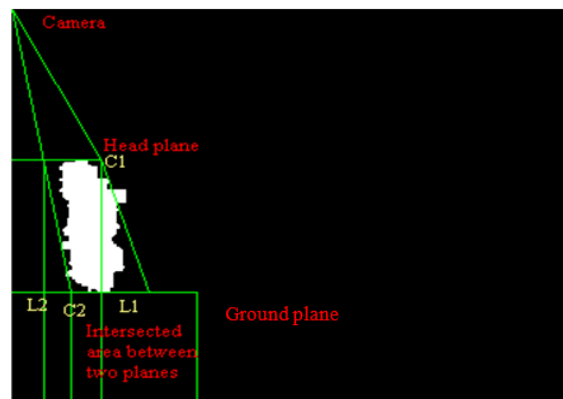 Camera
Head plane
C1
L2
C2
L1
Ground plane
Intersected
area between
two planes